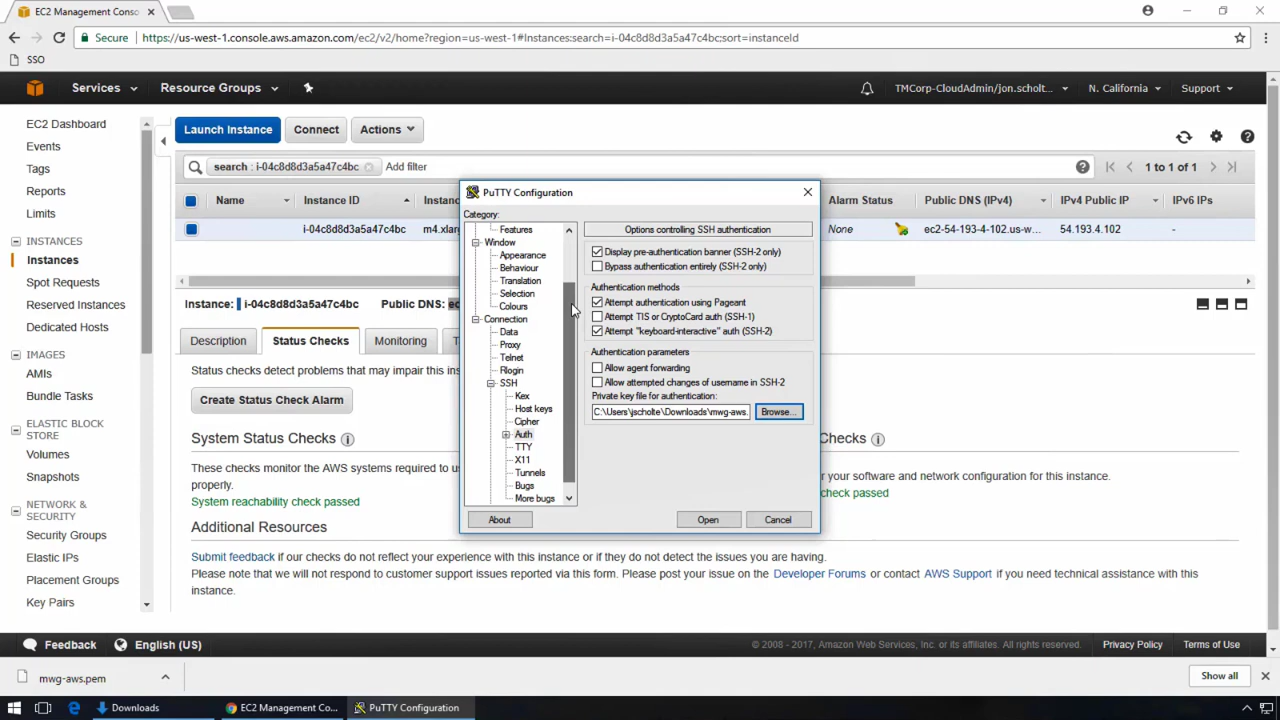 EC2 Management Conso
Secure
https://us-west-1.console.aws.amazon.com/ec2/v2/home?region=us-west-1#Instances:search=i-04c8d8d3a5a47c4bc;sort=instanceId
SSO
Services
Resource Groups
TMCorp-CloudAdmin/jon.scholt...
N. California
Support
EC2 Dashboard
Events
Tags
Reports
Limits
INSTANCES
Instances
Spot Requests
Reserved Instances
Dedicated Hosts
IMAGES
AMIs
Bundle Tasks
ELASTIC BLOCK
STORE
Volumes
Snapshots
NETWORK &
SECURITY
Security Groups
Elastic IPs
Placement Groups
Key Pairs
Launch Instance
Connect
Actions
search : i-04c8d8d3a5a47c4bc
Add filter
1 to 1 of 1
Name
Instance ID
Instanc
Alarm Status
Public DNS (IPv4)
IPv4 Public IP
IPv6 IPs
i-04c8d8d3a5a47c4bc
m4.xlarg
None
ec2-54-193-4-102.us-w...
54.193.4.102
-
Instance:
i-04c8d8d3a5a47c4bc
Public DNS:
ec
Description
Status Checks
Monitoring
T
Status checks detect problems that may impair this ins
Create Status Check Alarm
System Status Checks
Checks
These checks monitor the AWS systems required to u
properly.
r your software and network configuration for this instance.
System reachability check passed
check passed
Additional Resources
Submit feedback if our checks do not reflect your experience with this instance or if they do not detect the issues you are having.
Please note that we will not respond to customer support issues reported via this form. Please post your issue on the Developer Forums or contact AWS Support if you need technical assistance with this
instance.
PuTTY Configuration
Category:
Features
Window
Appearance
Behaviour
Translation
Selection
Colours
Connection
Data
Proxy
Telnet
Rlogin
SSH
Kex
Host keys
Cipher
Auth
TTY
X11
Tunnels
Bugs
More bugs
Options controlling SSH authentication
Display pre-authentication banner (SSH-2 only)
Bypass authentication entirely (SSH-2 only)
Authentication methods
Attempt authentication using Pageant
Attempt TIS or CryptoCard auth (SSH-1)
Attempt "keyboard-interactive" auth (SSH-2)
Authentication parameters
Allow agent forwarding
Allow attempted changes of username in SSH-2
Private key file for authentication:
C:\Users\jscholte\Downloads\mwg-aws.
Browse...
About
Open
Cancel
Feedback
English (US)
© 2008 - 2017, Amazon Web Services, Inc. or its affiliates. All rights reserved.
Privacy Policy
Terms of Use
mwg-aws.pem
Show all
Downloads
EC2 Management Co...
PuTTY Configuration